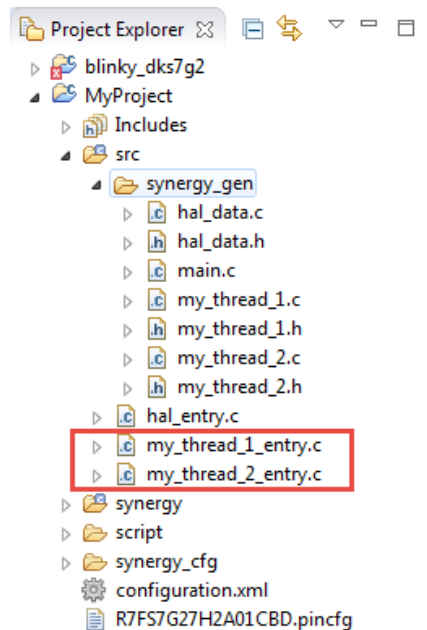 Project Explorer
blinky_dks7g2
MyProject
Includes
src
synergy_gen
hal_data.c
hal_data.h
main.c
my_thread_1.c
my_thread_1.h
my_thread_2.c
my_thread_2.h
hal_entry.c
my_thread_1_entry.c
my_thread_2_entry.c
synergy
script
synergy_cfg
configuration.xml
R7FS7G27H2A01CBD.pincfg